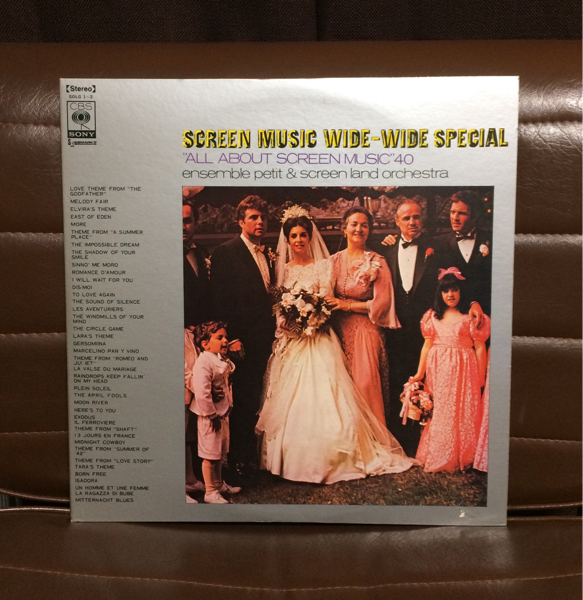 【Stereo】
SOLG 1~2
CBS
SONY
SCREEN MUSIC WIDE-WIDE SPECIAL
"ALL ABOUT SCREEN MUSIC"40
ensemble petit & screen land orchestra
LOVE THEME FROM "THE
GODFATHER"
MELODY FAIR
ELVIRA'S THEME
EAST OF EDEN
MORE
THEME FROM "A SUMMER
PLACE"
THE IMPOSSIBLE DREAM
THE SHADOW OF YOUR
SMILE
SINNO' ME MORO
ROMANCE D'AMOUR
I WILL WAIT FOR YOU
DIS-MOI
TO LOVE AGAIN
THE SOUND OF SILENCE
LES AVENTURIERS
THE WINDMILLS OF YOUR
MIND
THE CIRCLE GAME
LARA'S THEME
GERSOMINA
MARCELINO PAN Y VINO
THEME FROM "ROMEO AND
JULIET"
LA VALSE DU MARIAGE
RAINDROPS KEEP FALLIN'
ON MY HEAD
PLEIN SOLEIL
THE APRIL FOOLS
MOON RIVER
HERE'S TO YOU
EXODUS
IL FERROVIERE
THEME FROM "SHAFT"
13 JOURS EN FRANCE
MIDNIGHT COWBOY
THEME FROM "SUMMER OF
'42"
THEME FROM "LOVE STORY"
TARA'S THEME
BORN FREE
ISADORA
UN HOMME ET UNE FEMME
LA RAGAZZA DI BUBE
MITTERNACHT BLUES